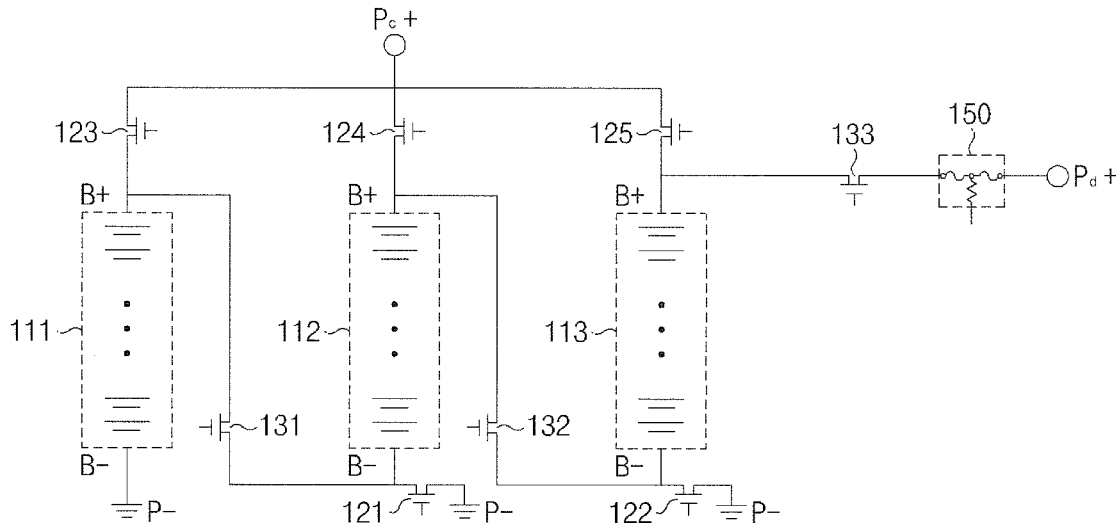 Pc+
123
124
125
133
150
Pd+
B+
B+
B+
111
112
113
131
132
B-
B-
B-
P-
121
P-
122
P-